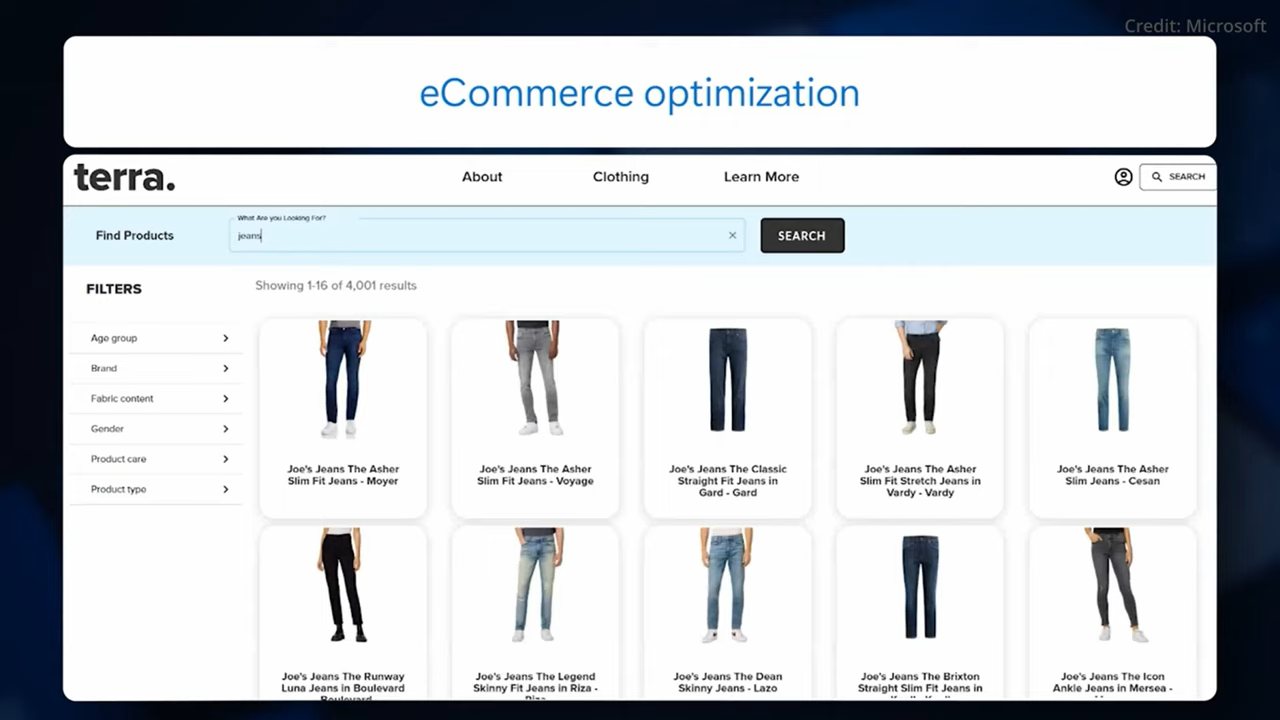 Credit: Microsoft
eCommerce optimization
terra.
About
Clothing
Learn More
SEARCH
Find Products
What Are you Looking For?
jeans
SEARCH
FILTERS
Showing 1-16 of 4,001 results
Age group
Brand
Fabric content
Gender
Product care
Product type
Joe's Jeans The Asher
Slim Fit Jeans - Moyer
Joe's Jeans The Asher
Slim Fit Jeans - Voyage
Joe's Jeans The Classic
Straight Fit Jeans in
Gard - Gard
Joe's Jeans The Asher
Slim Fit Stretch Jeans in
Vardy - Vardy
Joe's Jeans The Asher
Slim Jeans - Cesan
Joe's Jeans The Runway
Luna Jeans in Boulevard
Boulevard
Joe's Jeans The Legend
Skinny Fit Jeans in Riza -
Riza
Joe's Jeans The Dean
Skinny Jeans - Lazo
Joe's Jeans The Brixton
Straight Slim Fit Jeans in
Joe's Jeans The Icon
Ankle Jeans in Mersea -